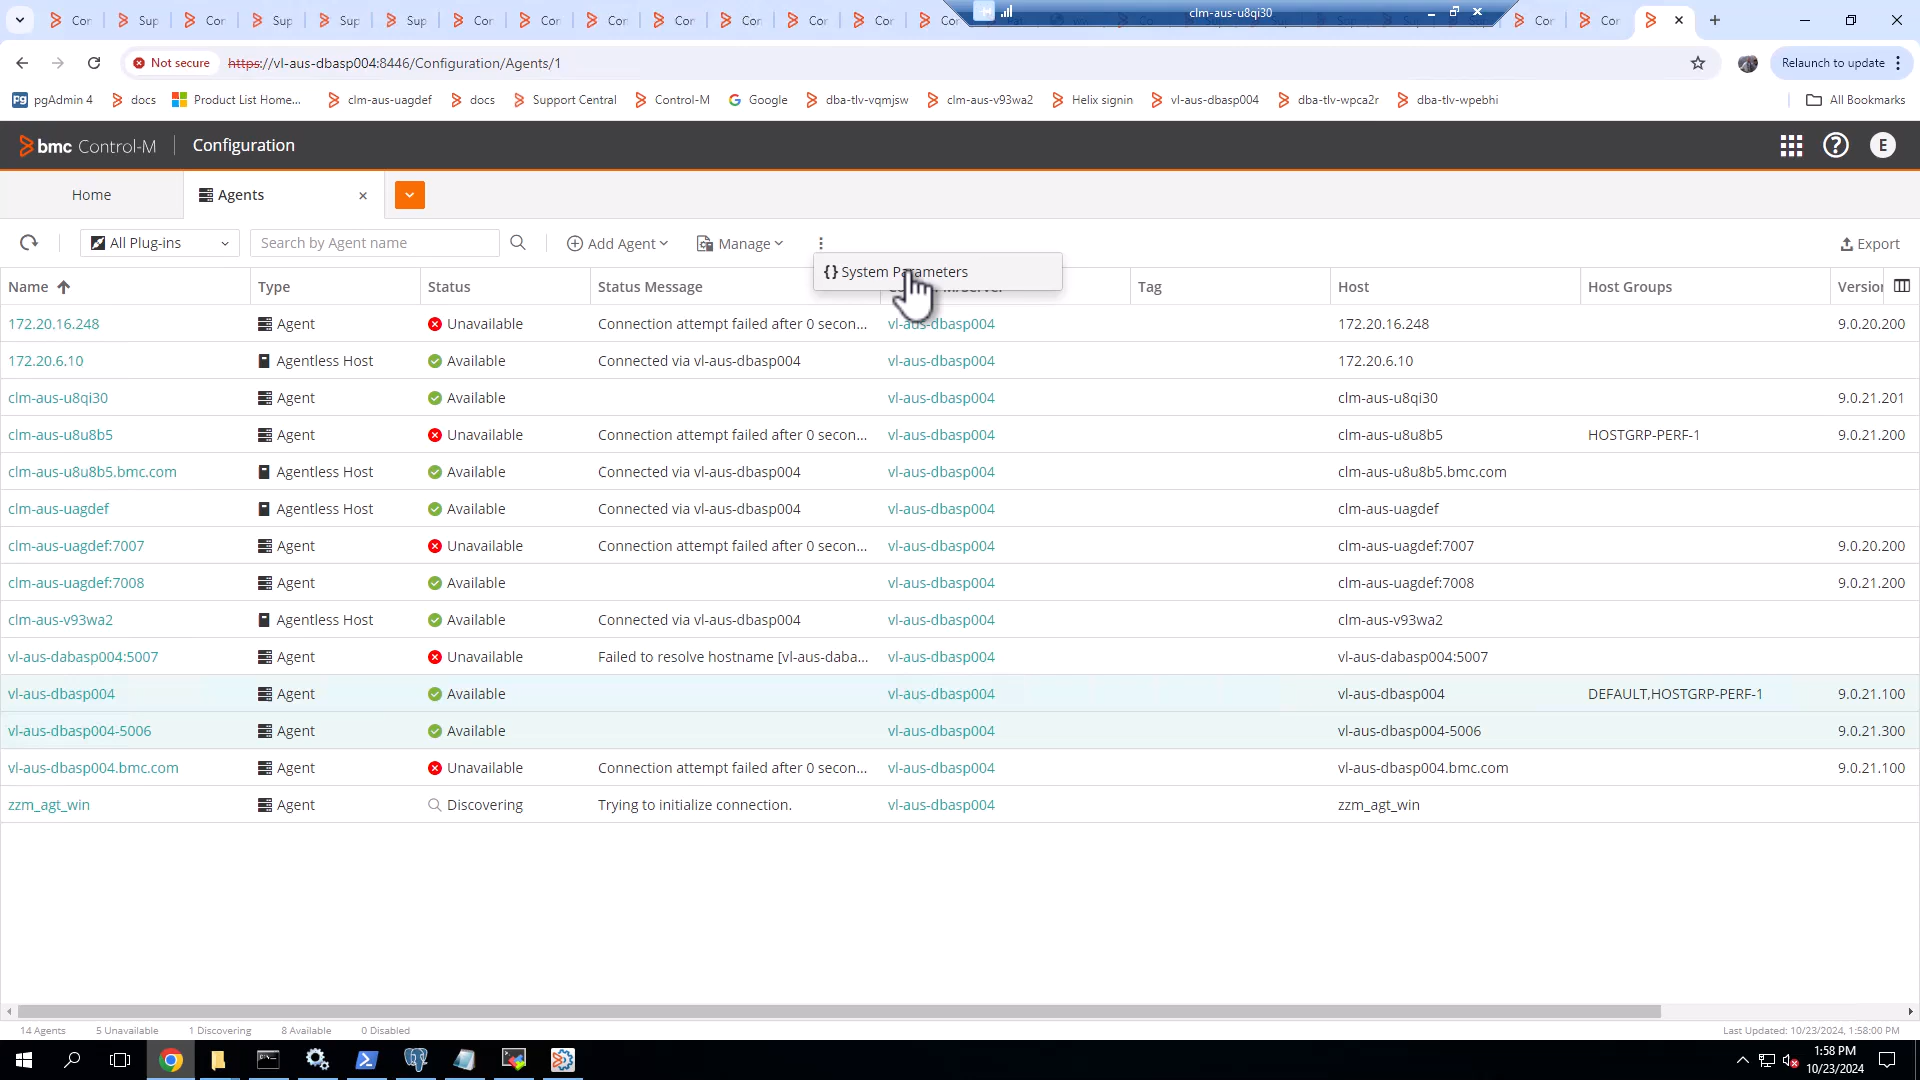 Cor
Sup
Cor
Sup
Sup
Sup
Cor
Cor
Cor
Cor
Cor
Cor
Cor
Co
clm-aus-u8qi30
Cor
Cor
Not secure
https://vl-aus-dbasp004:8446/Configuration/Agents/1
Relaunch to update
pgAdmin 4
docs
Product List Home...
clm-aus-uagdef
docs
Support Central
Control-M
Google
dba-tlv-vqmjsw
clm-aus-v93wa2
Helix signin
vl-aus-dbasp004
dba-tlv-wpca2r
dba-tlv-wpebhi
All Bookmarks
bmc Control-M
Configuration
E
Home
Agents
All Plug-ins
Search by Agent name
Add Agent
Manage
Export
{} System Parameters
Name
Type
Status
Status Message
Tag
Host
Host Groups
Version
172.20.16.248 Agent Unavailable Connection attempt failed after 0 secon... vl-aus-dbasp004 172.20.16.248 9.0.20.200
172.20.6.10 Agentless Host Available Connected via vl-aus-dbasp004 vl-aus-dbasp004 172.20.6.10
clm-aus-u8qi30 Agent Available vl-aus-dbasp004 clm-aus-u8qi30 9.0.21.201
clm-aus-u8u8b5 Agent Unavailable Connection attempt failed after 0 secon... vl-aus-dbasp004 clm-aus-u8u8b5 HOSTGRP-PERF-1 9.0.21.200
clm-aus-u8u8b5.bmc.com Agentless Host Available Connected via vl-aus-dbasp004 vl-aus-dbasp004 clm-aus-u8u8b5.bmc.com
clm-aus-uagdef Agentless Host Available Connected via vl-aus-dbasp004 vl-aus-dbasp004 clm-aus-uagdef
clm-aus-uagdef:7007 Agent Unavailable Connection attempt failed after 0 secon... vl-aus-dbasp004 clm-aus-uagdef:7007 9.0.20.200
clm-aus-uagdef:7008 Agent Available vl-aus-dbasp004 clm-aus-uagdef:7008 9.0.21.200
clm-aus-v93wa2 Agentless Host Available Connected via vl-aus-dbasp004 vl-aus-dbasp004 clm-aus-v93wa2
vl-aus-dabasp004:5007 Agent Unavailable Failed to resolve hostname [vl-aus-daba... vl-aus-dbasp004 vl-aus-dabasp004:5007
vl-aus-dbasp004 Agent Available vl-aus-dbasp004 vl-aus-dbasp004 DEFAULT,HOSTGRP-PERF-1 9.0.21.100
vl-aus-dbasp004-5006 Agent Available vl-aus-dbasp004 vl-aus-dbasp004-5006 9.0.21.300
vl-aus-dbasp004.bmc.com Agent Unavailable Connection attempt failed after 0 secon... vl-aus-dbasp004 vl-aus-dbasp004.bmc.com 9.0.21.100
zzm_agt_win Agent Discovering Trying to initialize connection. vl-aus-dbasp004 zzm_agt_win
14 Agents
5 Unavailable
1 Discovering
8 Available
0 Disabled
Last Updated: 10/23/2024, 1:58:00 PM
1:58 PM
10/23/2024